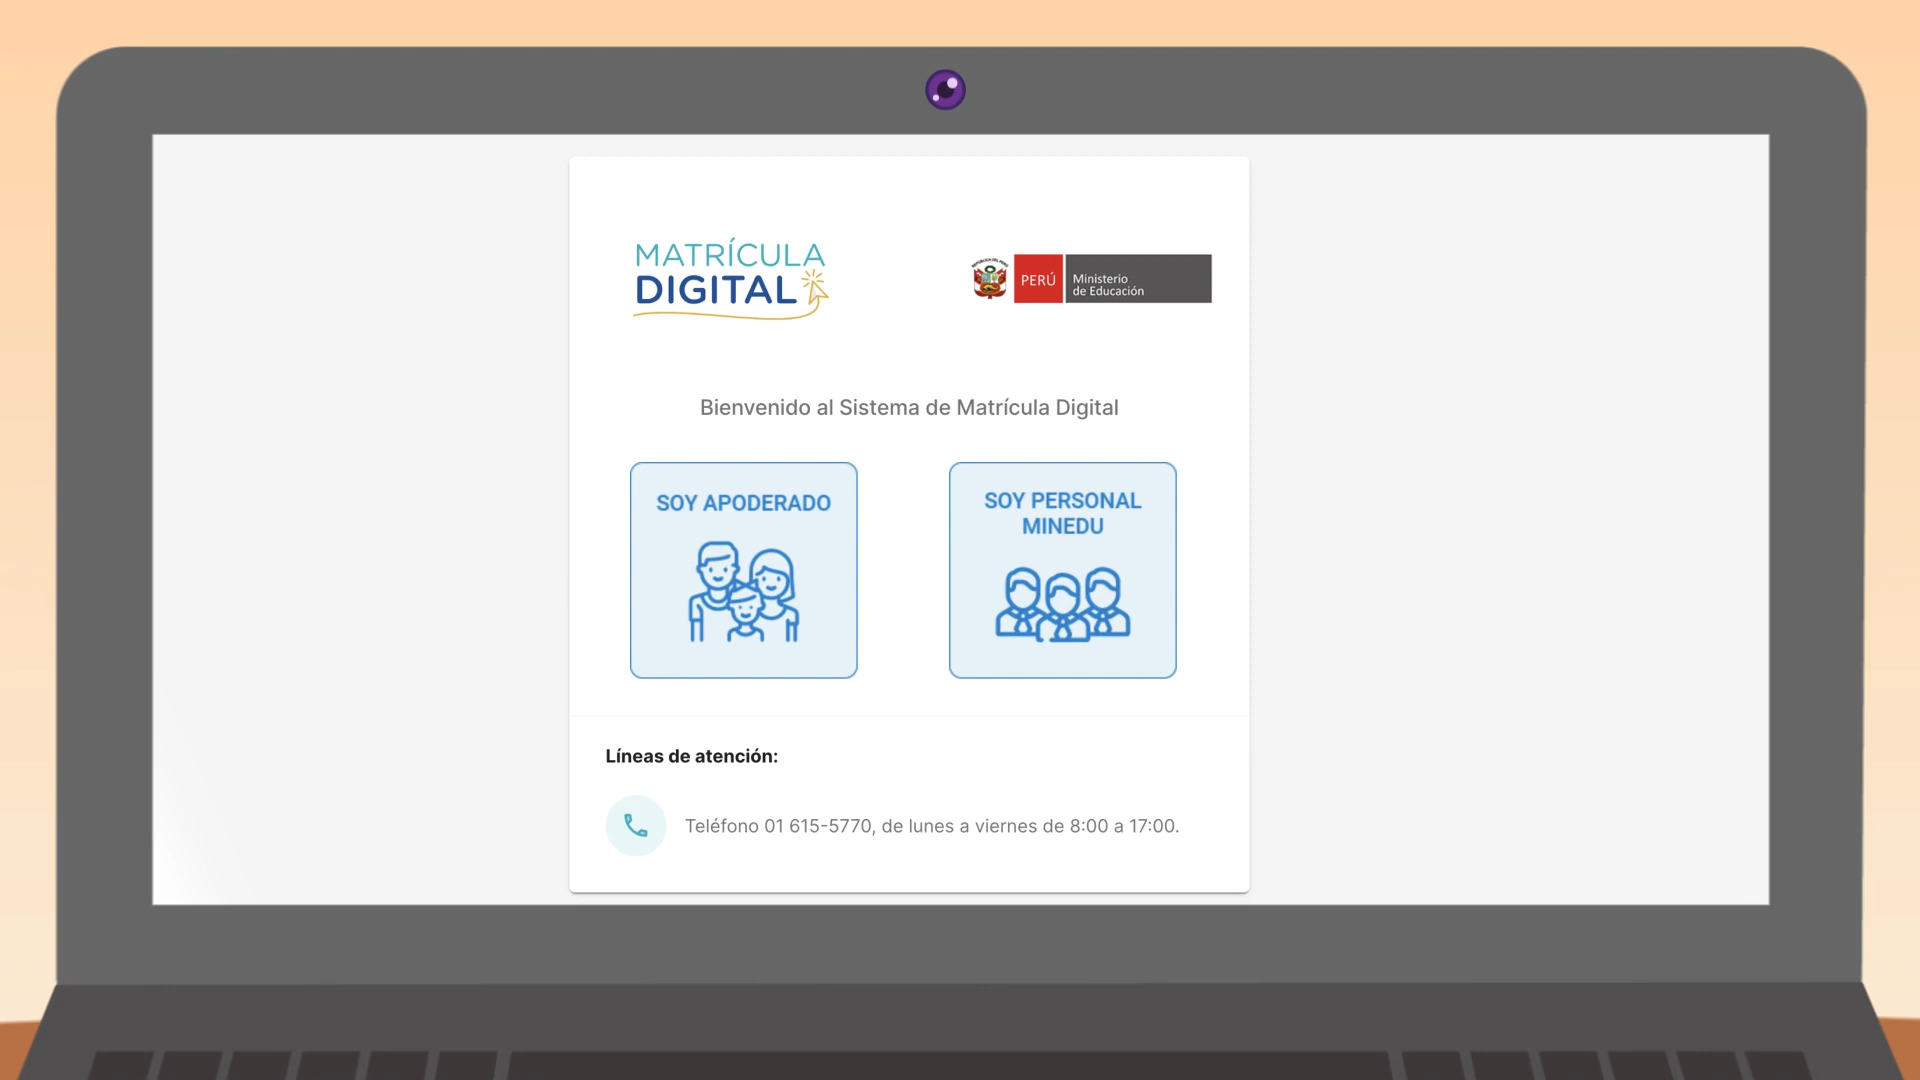 MATRÍCULA
DIGITAL
PERÚ
Ministerio
de Educación
Bienvenido al Sistema de Matrícula Digital
SOY APODERADO
SOY PERSONAL
MINEDU
Líneas de atención:
Teléfono 01 615-5770, de lunes a viernes de 8:00 a 17:00.